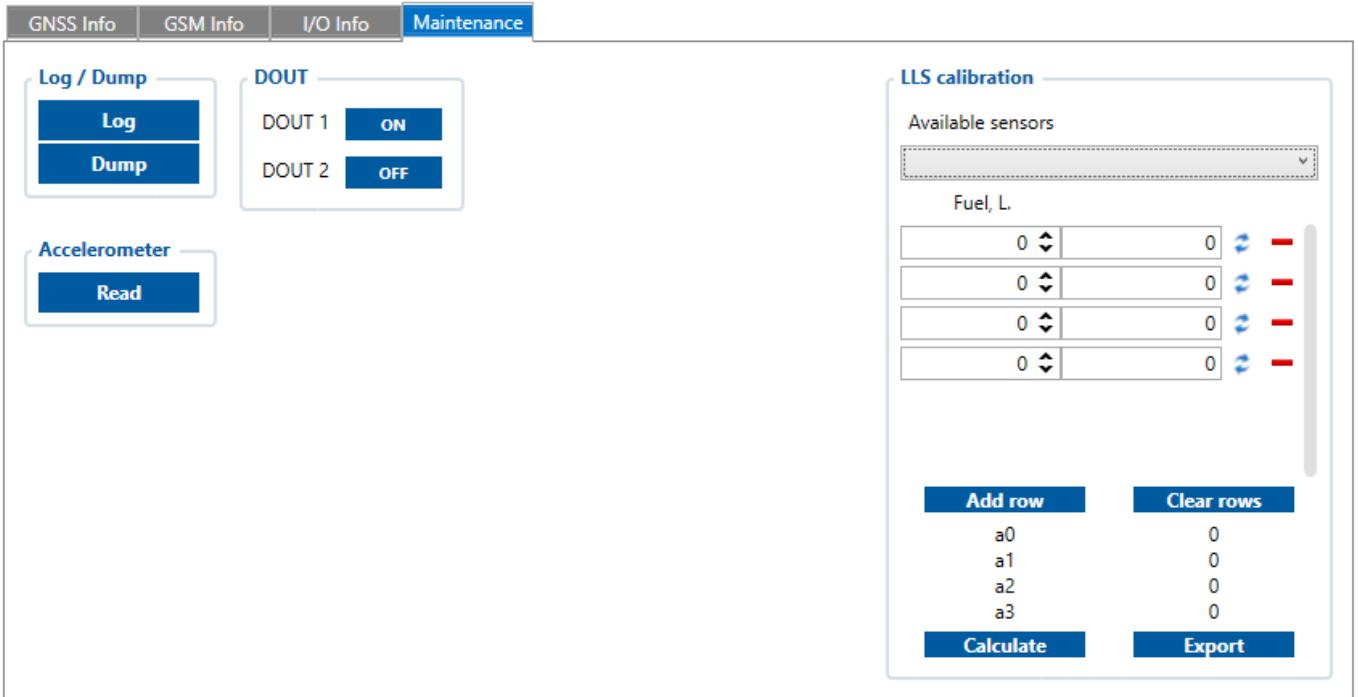 GNSS Info GSM Info I/O Info Maintenance
Log / Dump
Log
Dump
DOUT
DOUT 1 ON
DOUT 2 OFF
Accelerometer
Read
LLS calibration
Available sensors
Fuel, L.
0 0
0 0
0 0
0 0
Add row Clear rows
a0 0
a1 0
a2 0
a3 0
Calculate Export